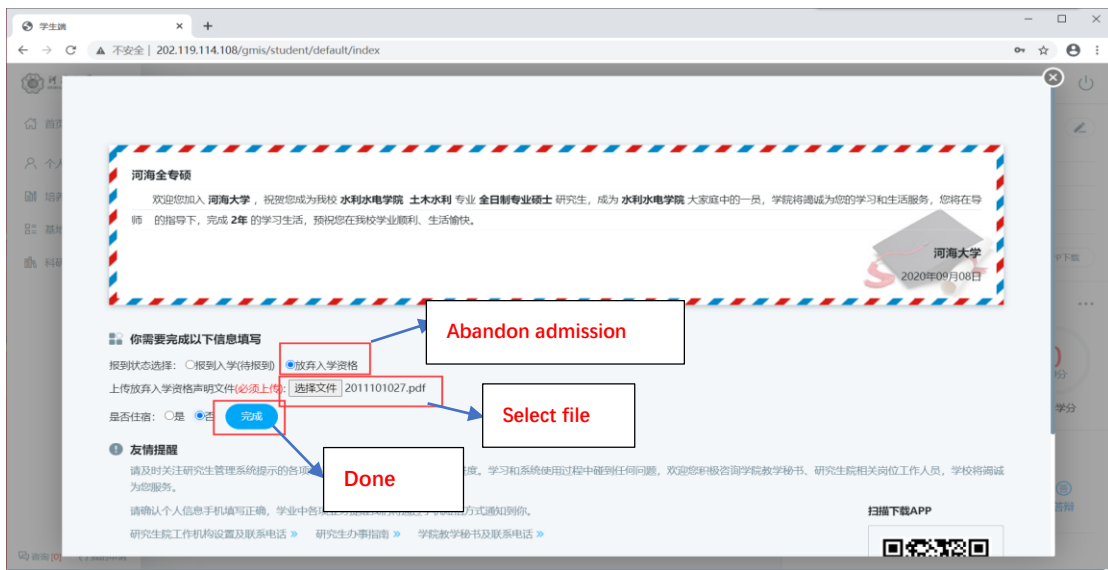 学生端
不安全 | 202.119.114.108/gmis/student/default/index
首页
河海全专硕
欢迎您加入 河海大学 ，祝贺您成为我校 水利水电学院 土木水利 专业 全日制专业硕士 研究生，成为 水利水电学院 大家庭中的一员，学院将竭诚为您的学习和生活服务，您将在导
师 的指导下，完成 2年 的学习生活，预祝您在我校学业顺利、生活愉快。
河海大学
2020年09月08日
Abandon admission
你需要完成以下信息填写
报到状态选择： 报到入学(待报到) 放弃入学资格
上传放弃入学资格声明文件(必须上传): 选择文件 2011101027.pdf
Select file
是否住宿： 是 否 完成
学分
友情提醒
请及时关注研究生管理系统提示的各项 度。学习和系统使用过程中碰到任何问题，欢迎您积极咨询学院教学秘书、研究生院相关岗位工作人员，学校将竭诚
为您服务。
Done
请确认个人信息手机填写正确，学业中各 方式通知到你。
扫描下载APP
研究生院工作机构设置及联系电话 » 研究生办事指南 » 学院教学秘书及联系电话 »
答辩
咨询 [0]